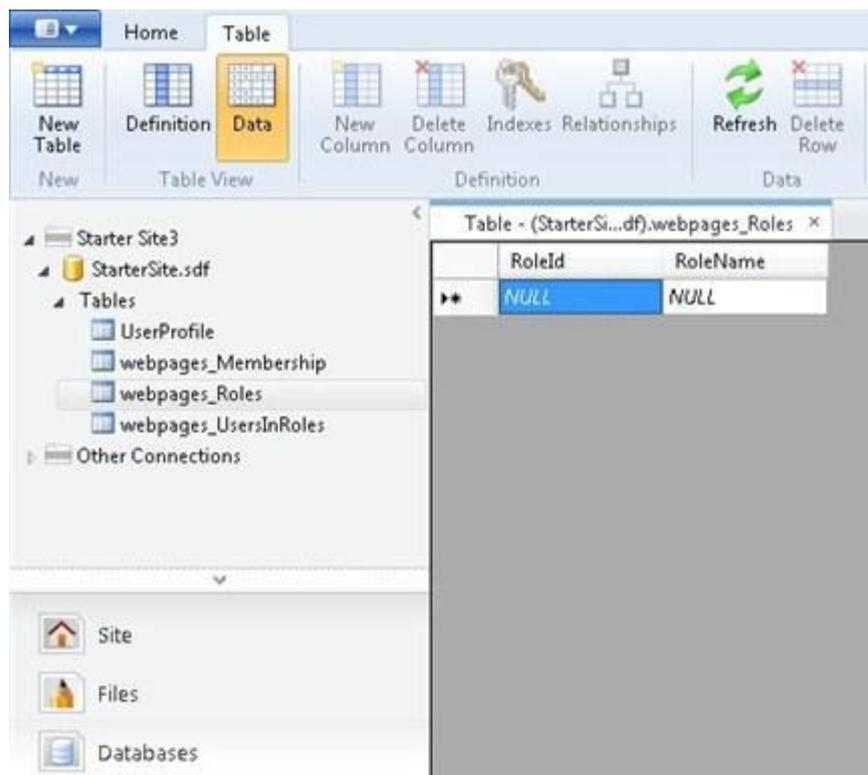 Home Table
New Table
Definition
Data
New Column
Delete Column
Indexes
Relationships
Refresh
Delete Row
New
Table View
Definition
Data
Starter Site3
StarterSite.sdf
Tables
UserProfile
webpages_Membership
webpages_Roles
webpages_UsersInRoles
Other Connections
Site
Files
Databases
Table - (StarterSi...df).webpages_Roles ×
RoleId RoleName
NULL NULL